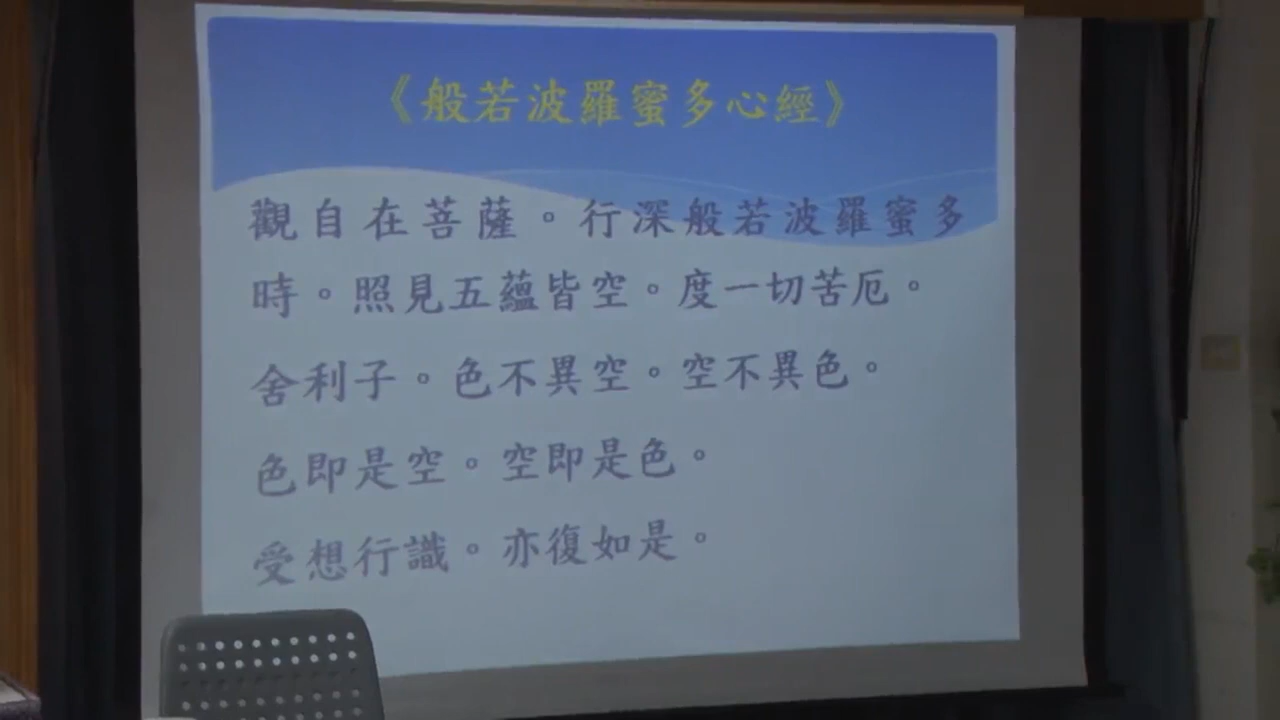 《般若波羅蜜多心經》
觀自在菩薩。行深般若波羅蜜多
時。照見五蘊皆空。度一切苦厄。
舍利子。色不異空。空不異色。
色即是空。空即是色。
受想行識。亦復如是。